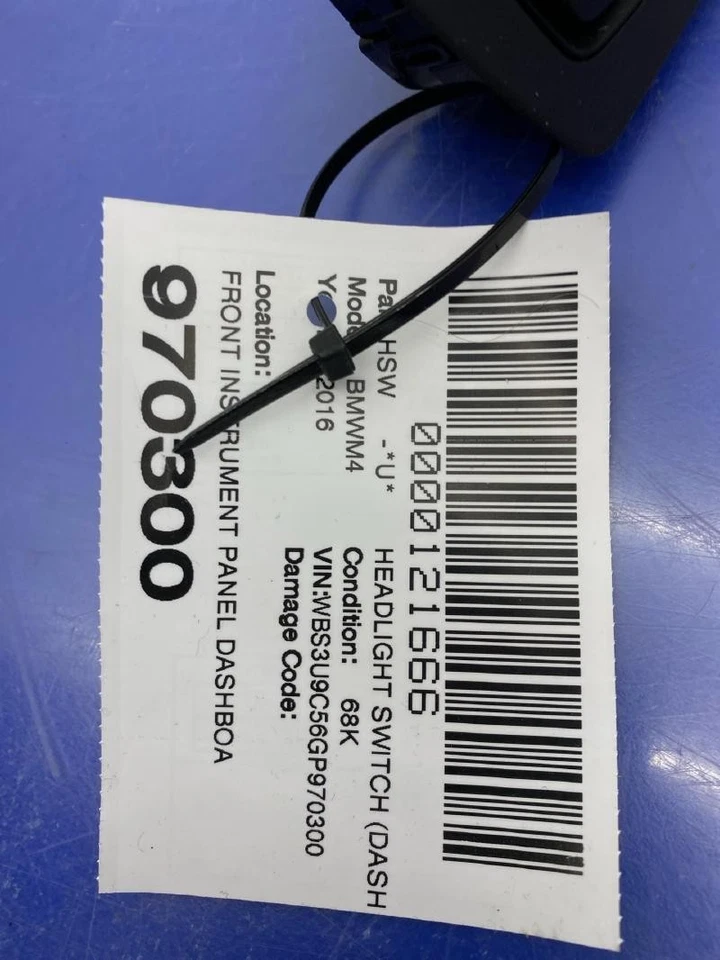 0000121666
HSW -*U* HEADLIGHT SWITCH (DASH
BMWM4 Condition: 68K
2016 VIN:WBS3U9C56GP970300
Damage Code:
Location:
FRONT INSTRUMENT PANEL DASHBOA
970300